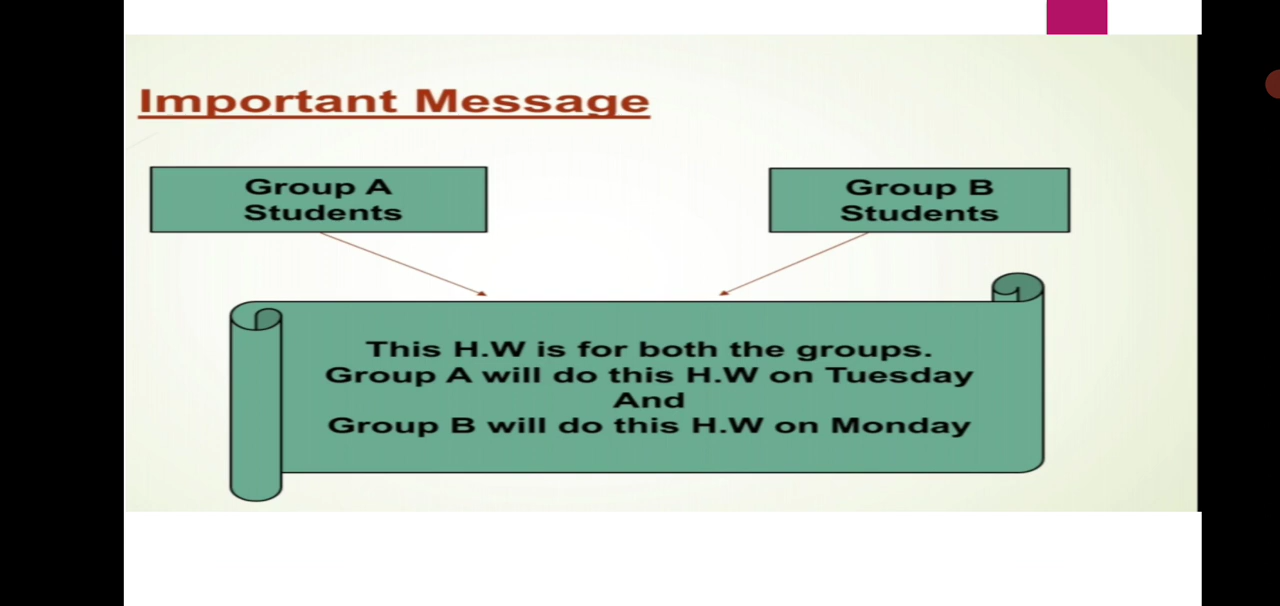 Important Message
Group A
Students
Group B
Students
This H.W is for both the groups.
Group A will do this H.W on Tuesday
And
Group B will do this H.W on Monday